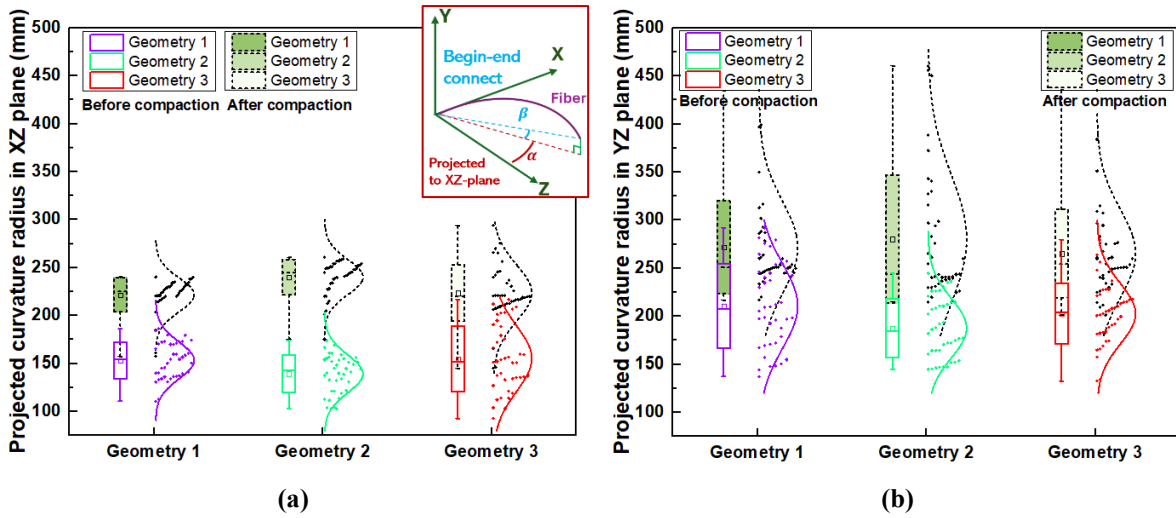 Projected curvature radius in XZ plane (mm)
500
450
400
350
300
250
200
150
100
Geometry 1
Geometry 2
Geometry 3
Before compaction
Geometry 1
Geometry 2
Geometry 3
After compaction
Y
Begin-end
connect
X
Fiber
β
α
Projected
to XZ-plane
Z
Geometry 1 Geometry 2 Geometry 3
(a)
Projected curvature radius in YZ plane (mm)
500
450
400
350
300
250
200
150
100
Geometry 1
Geometry 2
Geometry 3
Before compaction
Geometry 1
Geometry 2
Geometry 3
After compaction
Geometry 1 Geometry 2 Geometry 3
(b)